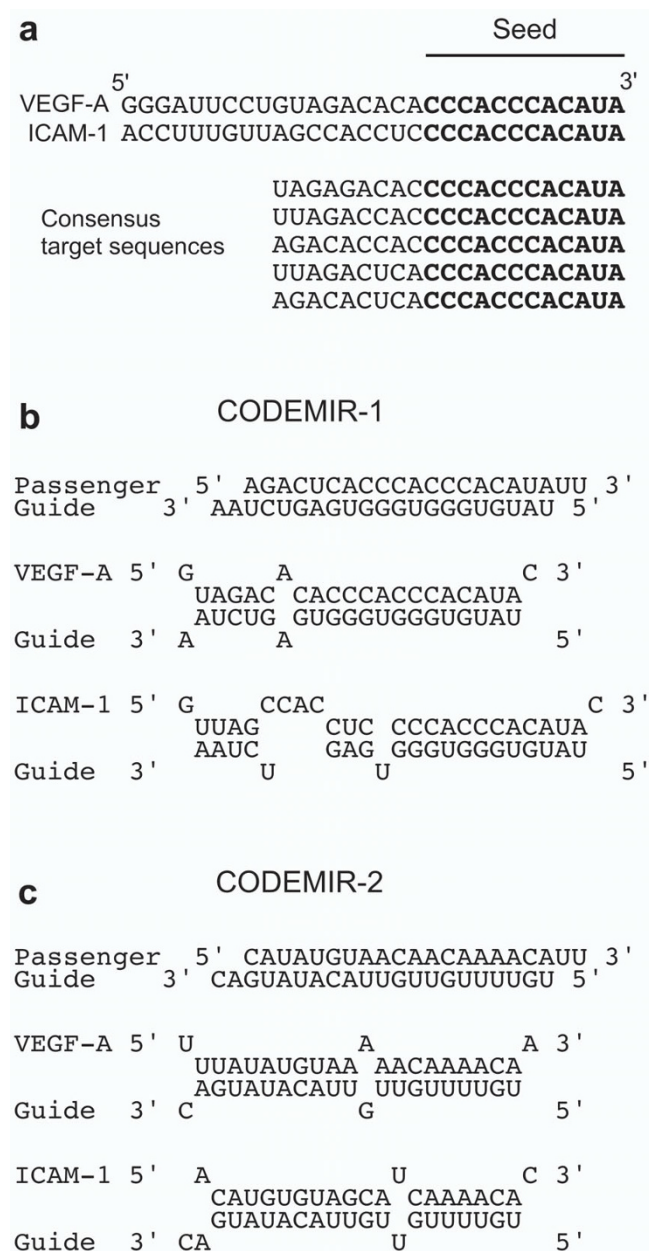 a
Seed
5' 3'
VEGF-A GGGAUUCCUGUAGACACACCCACCCACAUA
ICAM-1 ACCUUUGUUAGCCACCUCCCCACCCACAUA
UAGAGACACCCCACCCACAUA
UUAGACCACCCCACCCACAUA
Consensus
target sequences
AGACACCACCCCACCCACAUA
UUAGACUCACCCACCCACAUA
AGACACUCACCCACCCACAUA
b
CODEMIR-1
Passenger 5' AGACUCACCCACCCACAUAUU 3'
Guide 3' AAUCUGAGUGGGUGGGUGUAU 5'
VEGF-A 5' G A C 3'
UAGAC CACCCACCCACAUA
AUCUG GUGGGUGGGUGUAU
Guide 3' A A 5'
ICAM-1 5' G CCAC C 3'
UUAG CUC CCCACCCACAUA
AAUC GAG GGGUGGGUGUAU
Guide 3' U U 5'
c
CODEMIR-2
Passenger 5' CAUAUGUAACAACAAAACAUU 3'
Guide 3' CAGUAUACAUUGUUGUUUUGU 5'
VEGF-A 5' U A A 3'
UUAUAUGUAA AACAAAACA
AGUAUACAUU UUGUUUUGU
Guide 3' C G 5'
ICAM-1 5' A U C 3'
CAUGUGUAGCA CAAAACA
GUAUACAUUGU GUUUUGU
Guide 3' CA U 5'